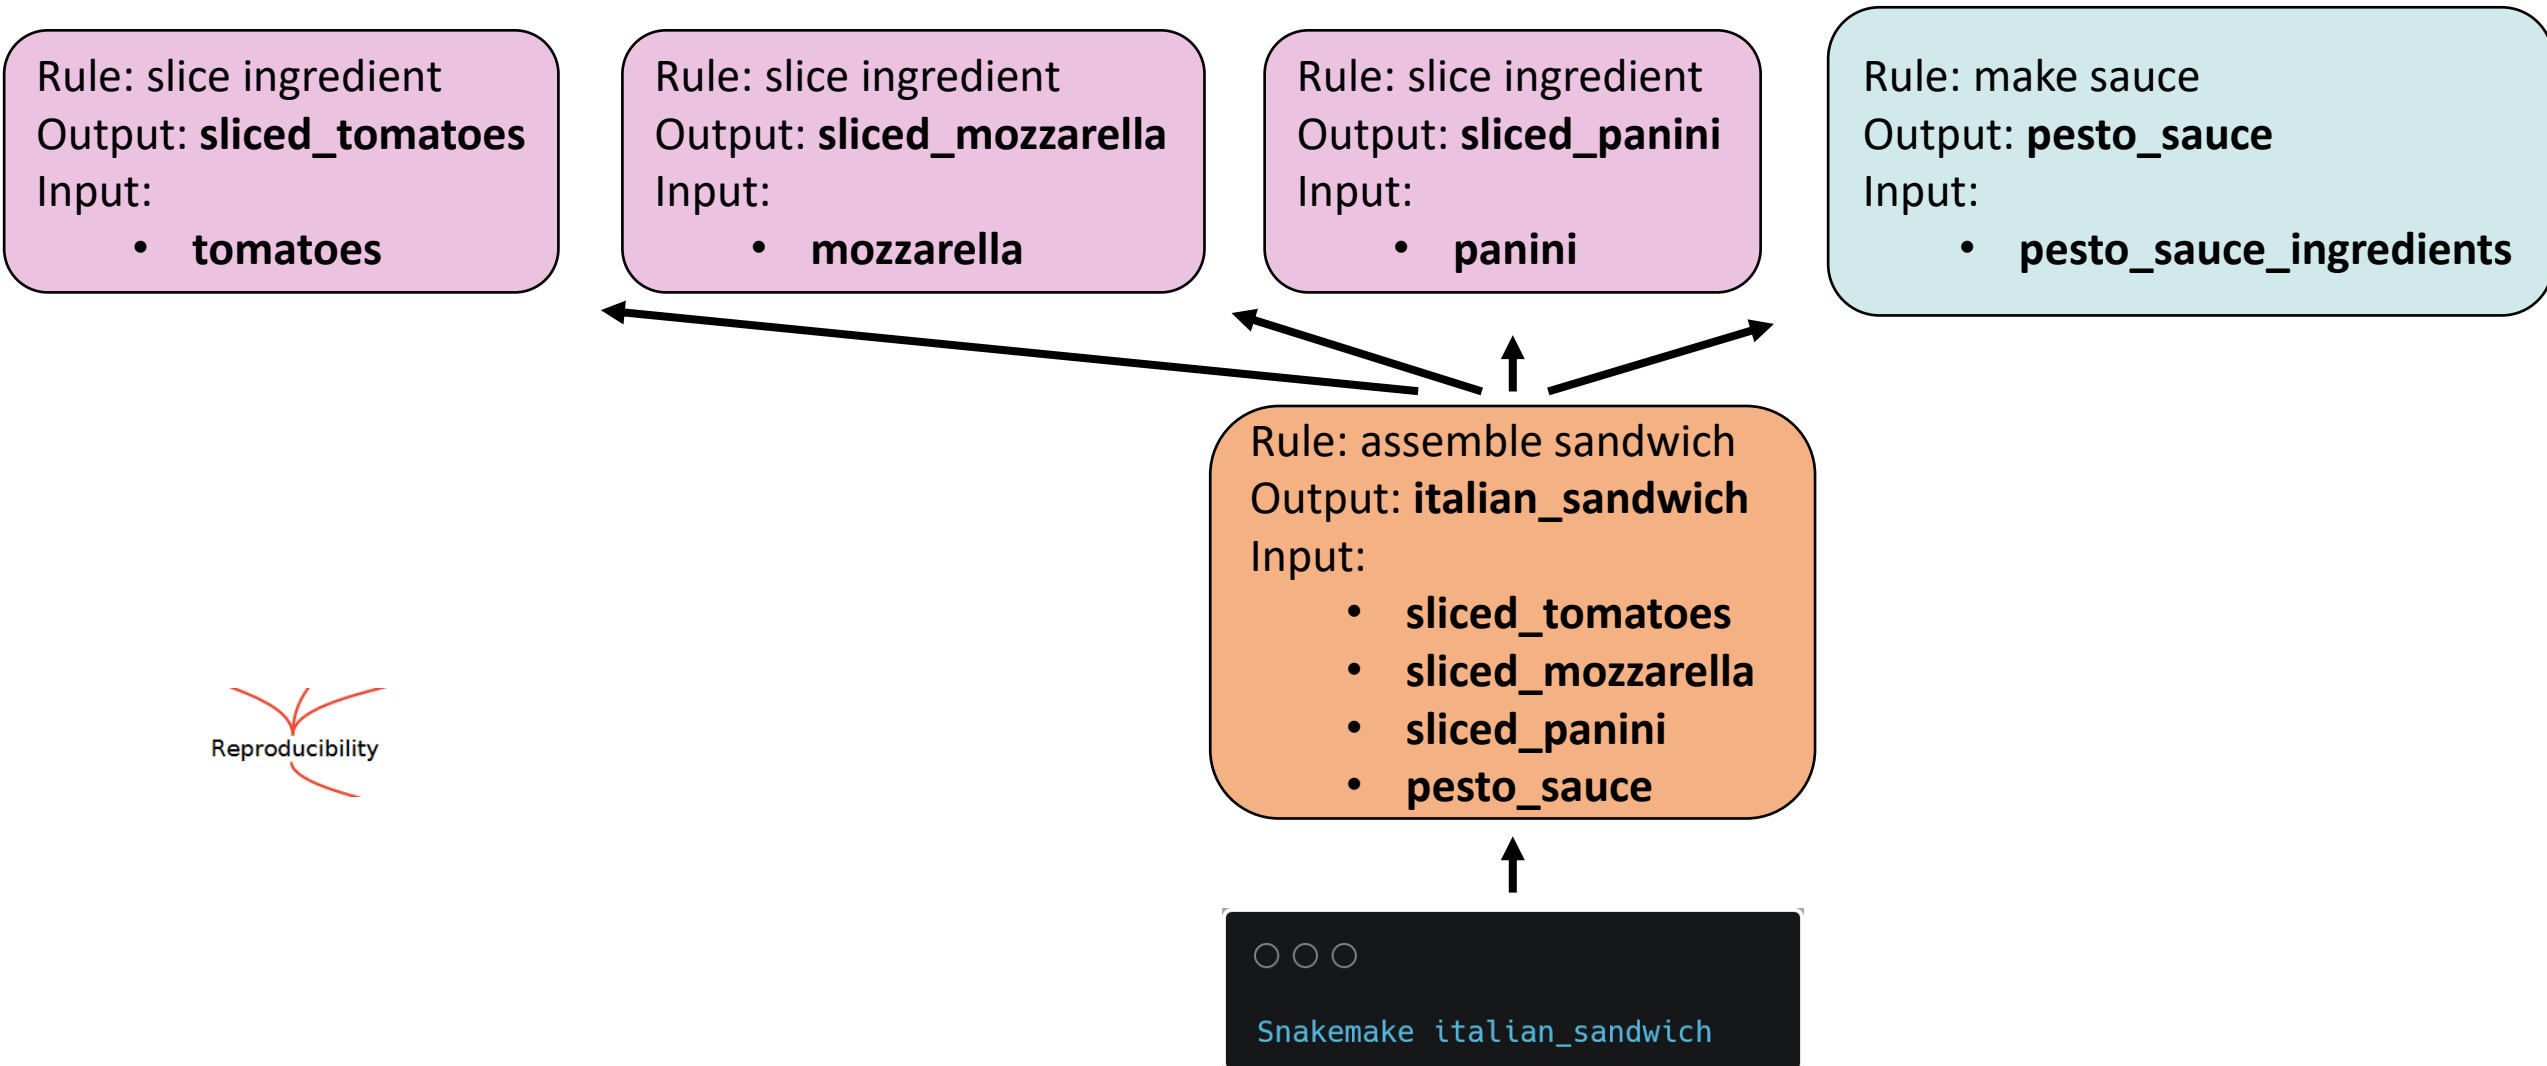 Rule: slice ingredient
Output: sliced_tomatoes
Input:
• tomatoes
Rule: slice ingredient
Output: sliced_mozzarella
Input:
• mozzarella
Rule: slice ingredient
Output: sliced_panini
Input:
• panini
Rule: make sauce
Output: pesto_sauce
Input:
• pesto_sauce_ingredients
Rule: assemble sandwich
Output: italian_sandwich
Input:
• sliced_tomatoes
• sliced_mozzarella
• sliced_panini
• pesto_sauce
Reproducibility
Snakemake italian_sandwich